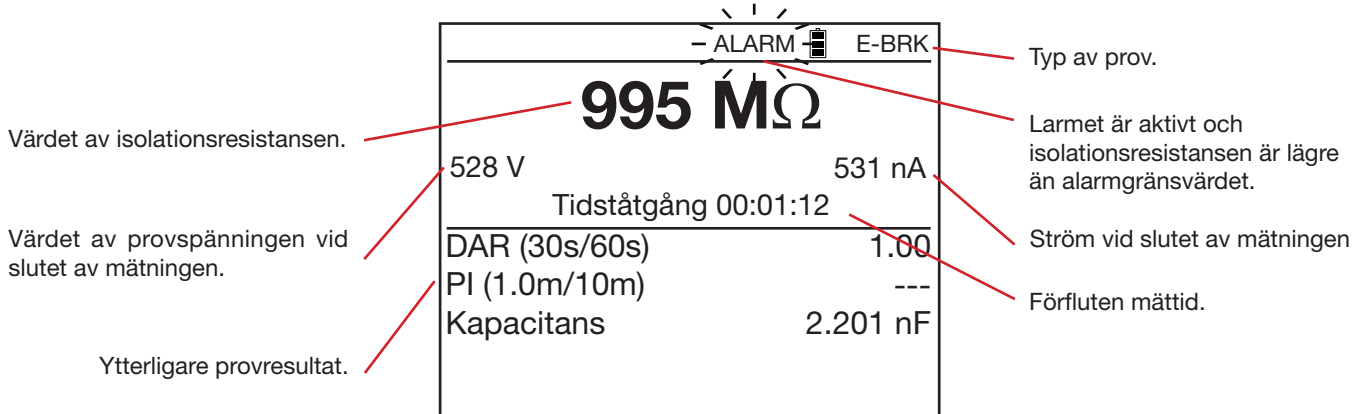 ALARM E-BRK
995 MΩ
528 V 531 nA
Tidståtgång 00:01:12
DAR (30s/60s) 1.00
PI (1.0m/10m) ---
Kapacitans 2.201 nF
Värdet av isolationsresistansen.
Värdet av provspänningen vid
slutet av mätningen.
Ytterligare provresultat.
Typ av prov.
Larmet är aktivt och
isolationsresistansen är lägre
än alarmgränsvärdet.
Ström vid slutet av mätningen
Förfluten mättid.